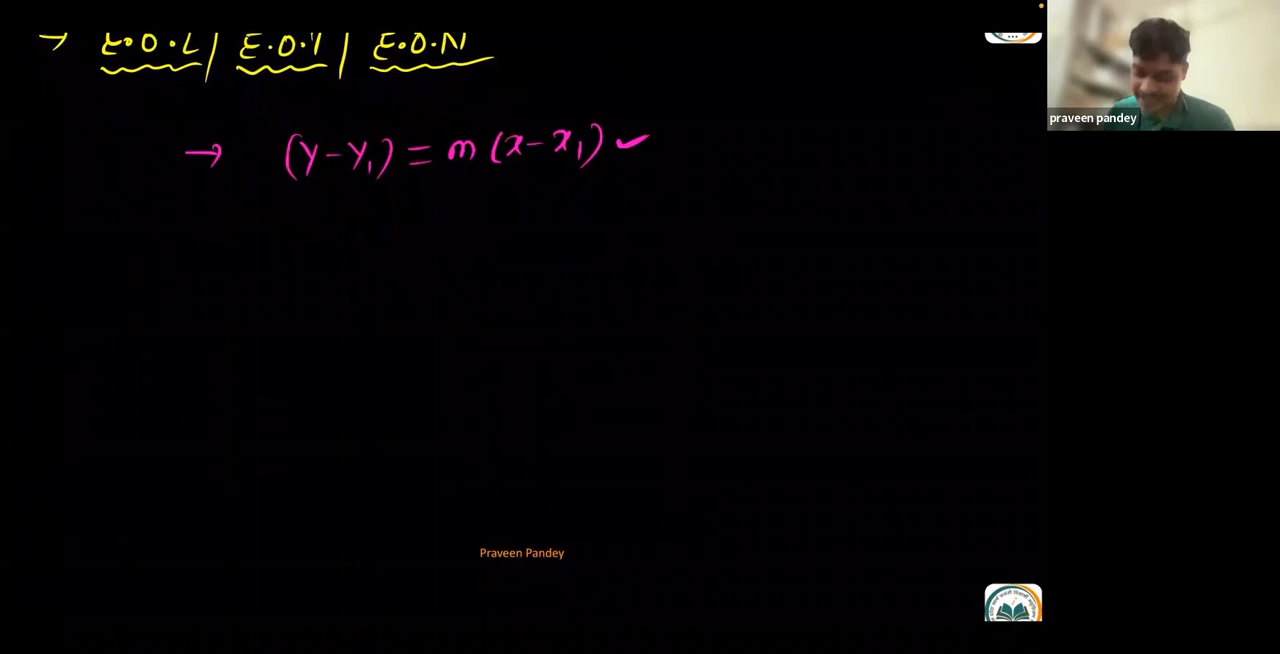 → E.O.L | E.O.T | E.O.N
praveen pandey
→ (y-y₁) = m (x-x₁) ✓
Praveen Pandey